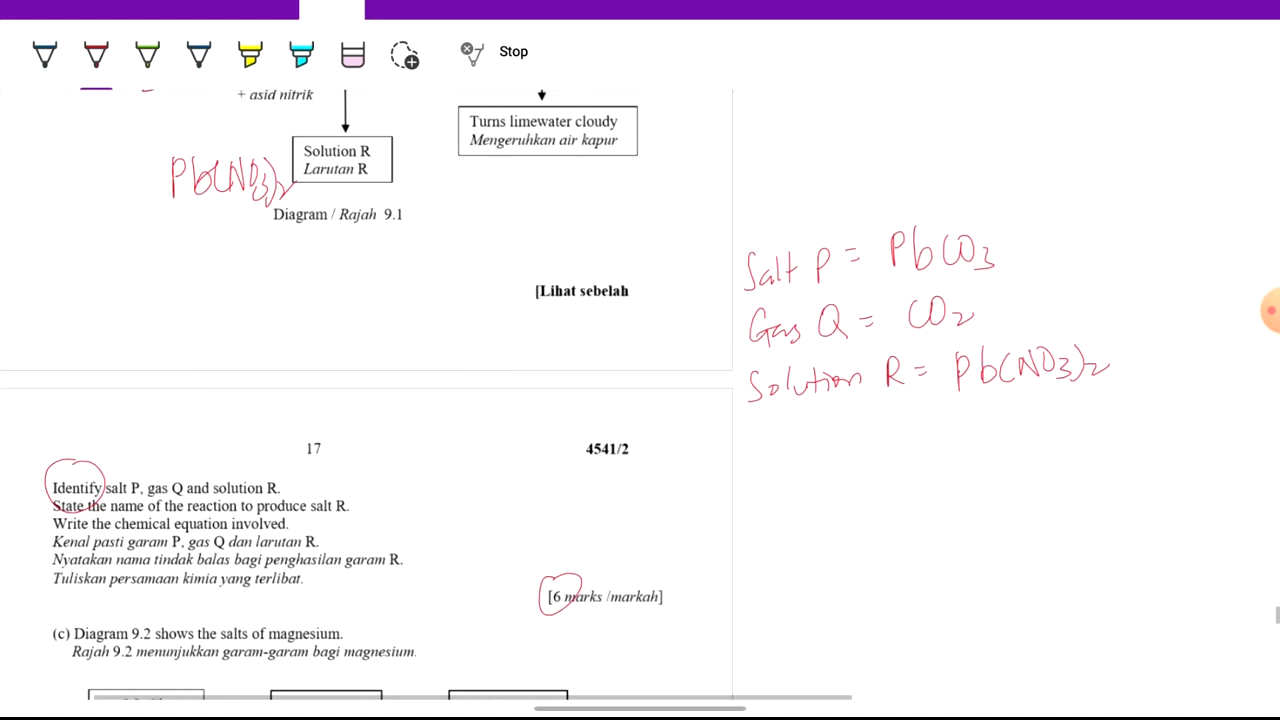 Stop
+ asid nitrik
Turns limewater cloudy
Mengeruhkan air kapur
Solution R
Larutan R
Pb(NO3)2
Diagram / Rajah 9.1
[Lihat sebelah
Salt P = PbCO3
Gas Q = CO2
Solution R = Pb(NO3)2
17
4541/2
Identify salt P, gas Q and solution R.
State the name of the reaction to produce salt R.
Write the chemical equation involved.
Kenal pasti garam P, gas Q dan larutan R.
Nyatakan nama tindak balas bagi penghasilan garam R.
Tuliskan persamaan kimia yang terlibat.
[6 marks /markah]
(c) Diagram 9.2 shows the salts of magnesium.
Rajah 9.2 menunjukkan garam-garam bagi magnesium.